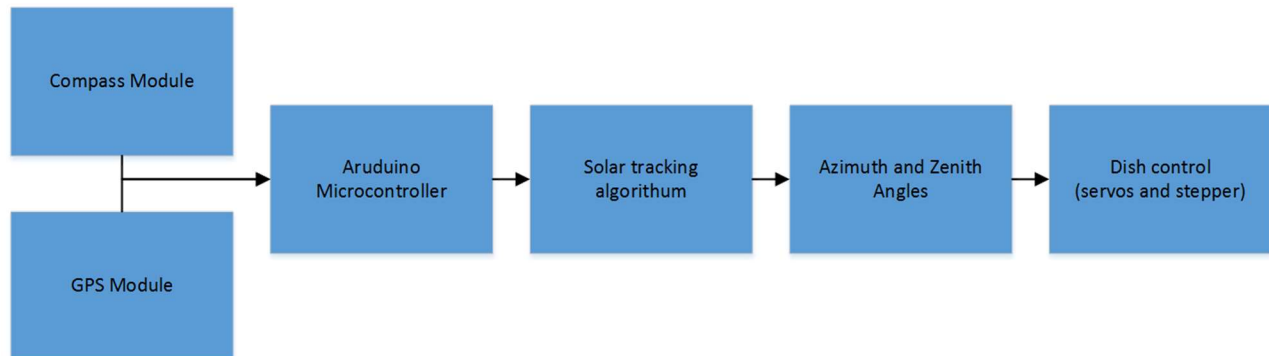 Compass Module
GPS Module
Aruduino
Microcontroller
Solar tracking
algorithum
Azimuth and Zenith
Angles
Dish control
(servos and stepper)